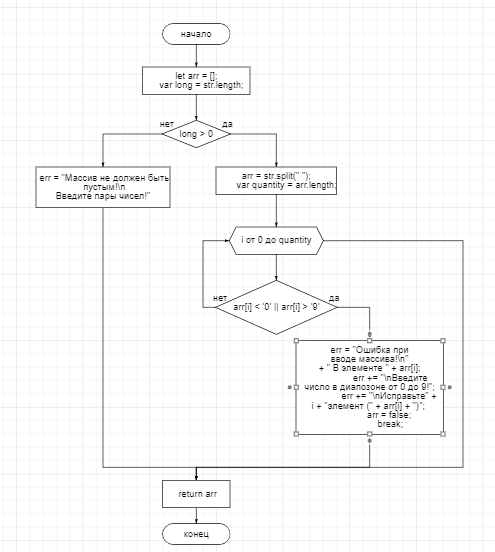 начало
let arr = [];
var long = str.length;
long > 0
нет
да
err = "Массив не должен быть
пустым!\n
Введите пары чисел!"
arr = str.split(" ");
var quantity = arr.length;
i от 0 до quantity
arr[i] < '0' || arr[i] > '9'
нет
да
err = "Ошибка при
вводе массива!\n"
+ " В элементе " + arr[i];
err += "\nВведите
число в диапозоне от 0 до 9!";
err += "\nИсправьте" +
i + "элемент (" + arr[i] + ")";
arr = false;
break;
return arr
конец